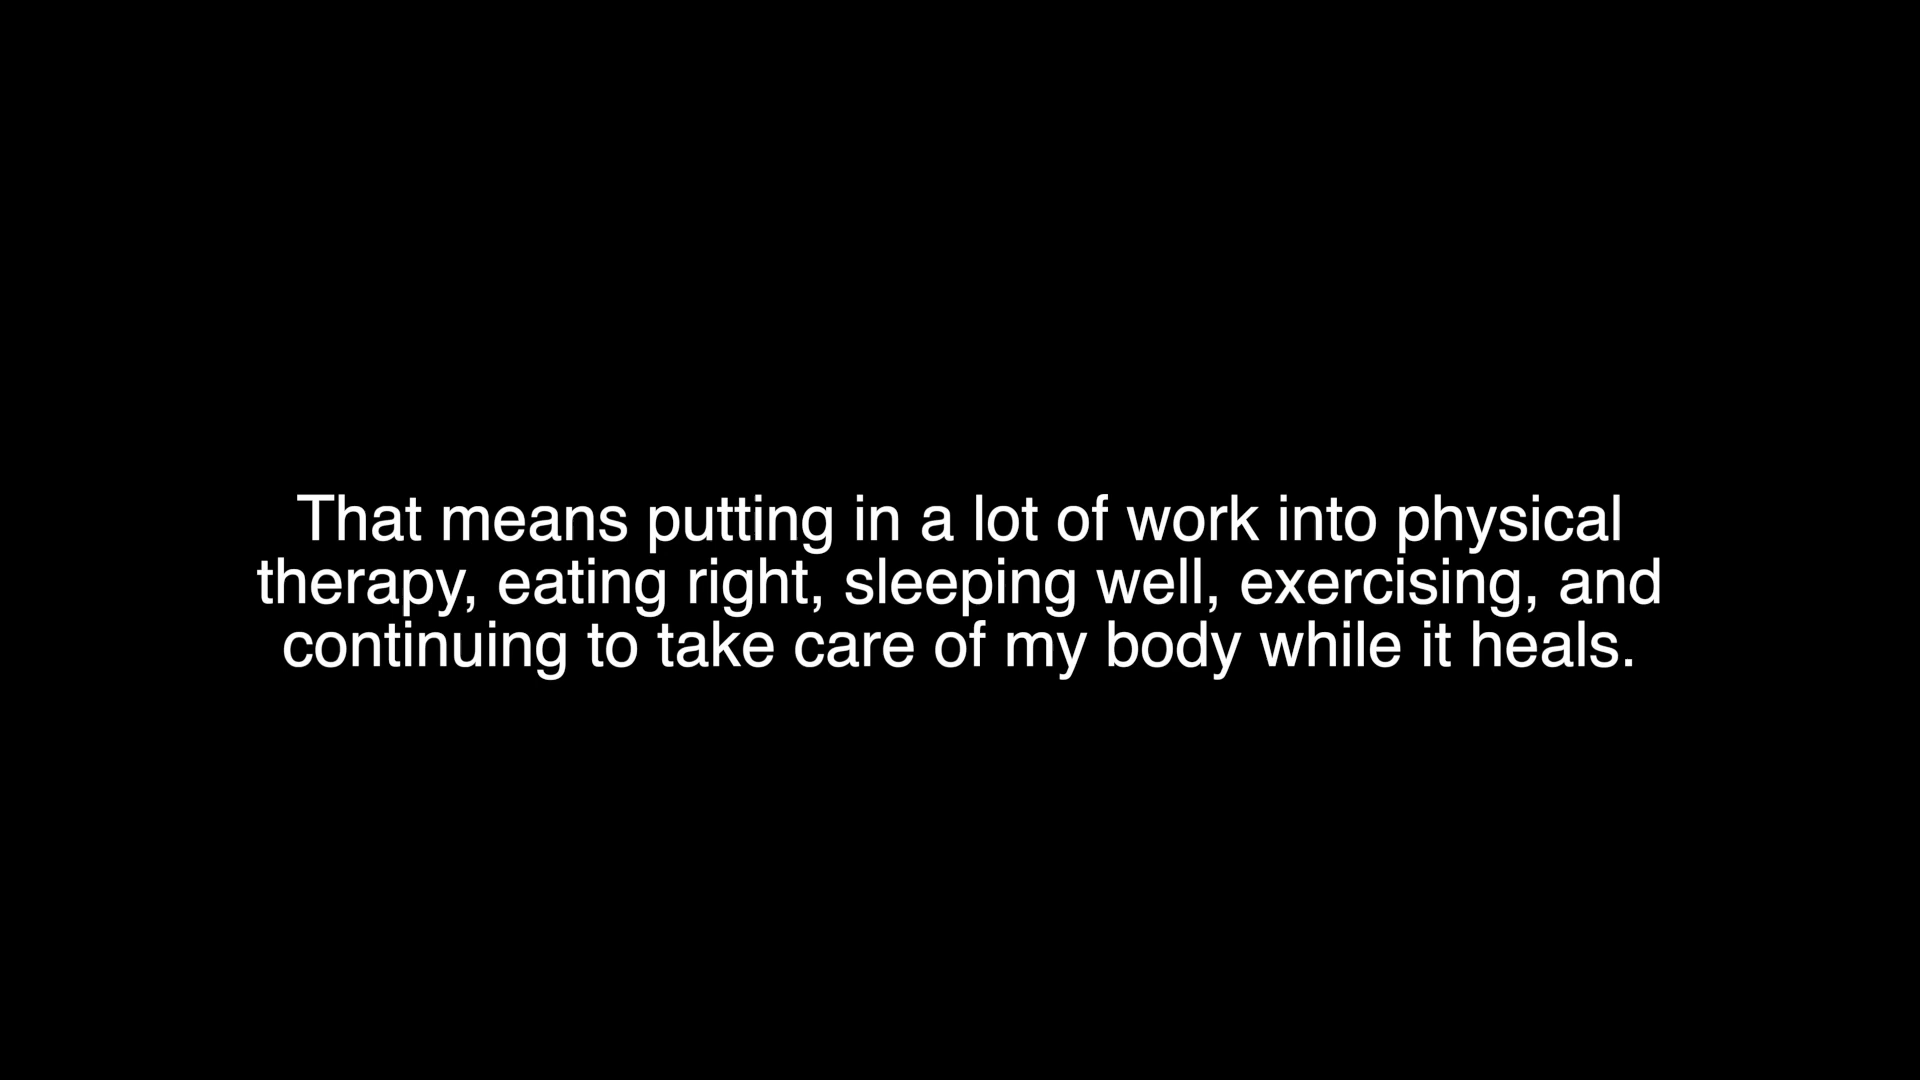 That means putting in a lot of work into physical
therapy, eating right, sleeping well, exercising, and
continuing to take care of my body while it heals.